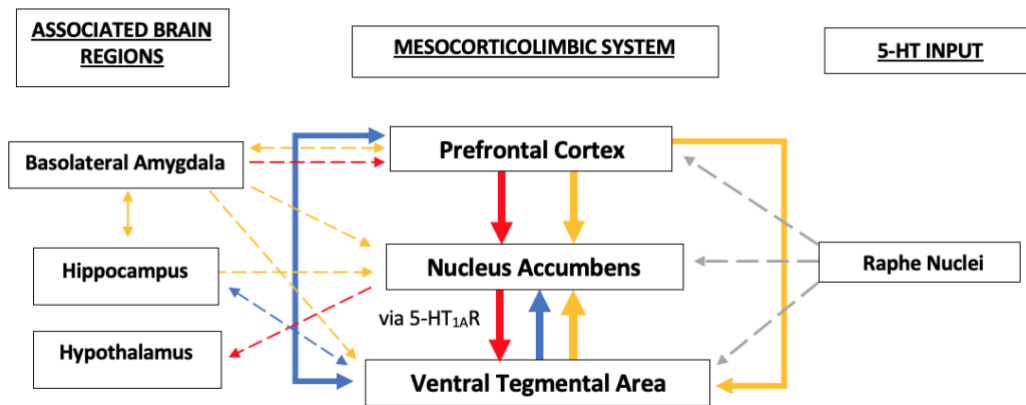 ASSOCIATED BRAIN
REGIONS
MESOCORTICOLIMBIC SYSTEM
5-HT INPUT
Basolateral Amygdala
Prefrontal Cortex
Hippocampus
Nucleus Accumbens
Raphe Nuclei
via 5-HT₁ₐR
Hypothalamus
Ventral Tegmental Area